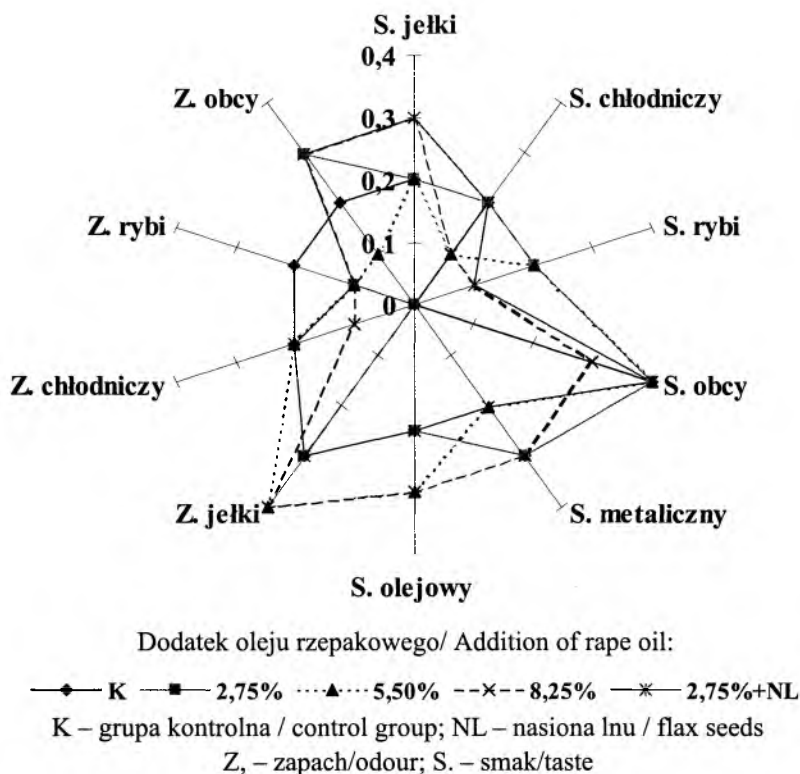 S. jełki
0,4
Z. obcy
S. chłodniczy
0,3
0,2
Z. rybi
S. rybi
0,1
0
Z. chłodniczy
S. obcy
Z. jełki
S. metaliczny
S. olejowy
Dodatek oleju rzepakowego/ Addition of rape oil:
K 2,75% 5,50% 8,25% 2,75%+NL
K – grupa kontrolna / control group; NL – nasiona lnu / flax seeds
Z, – zapach/odour; S. – smak/taste